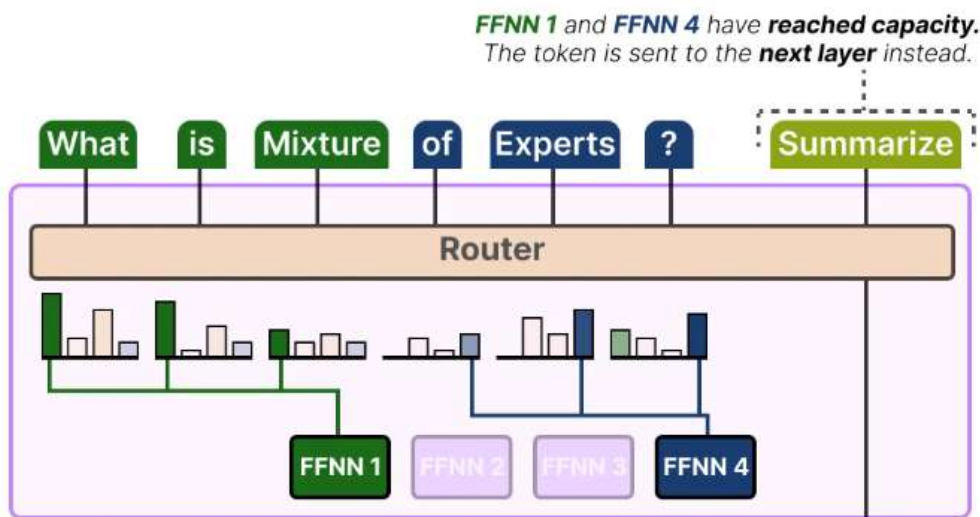 FFNN 1 and FFNN 4 have reached capacity.
The token is sent to the next layer instead.
What is Mixture of Experts ? Summarize
Router
FFNN 1 FFNN 2 FFNN 3 FFNN 4